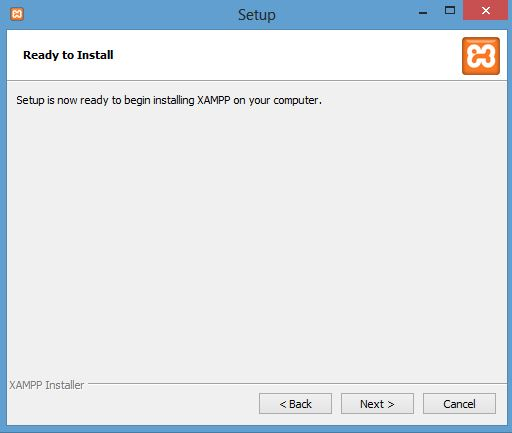 Setup
Ready to Install
Setup is now ready to begin installing XAMPP on your computer.
XAMPP Installer
< Back
Next >
Cancel